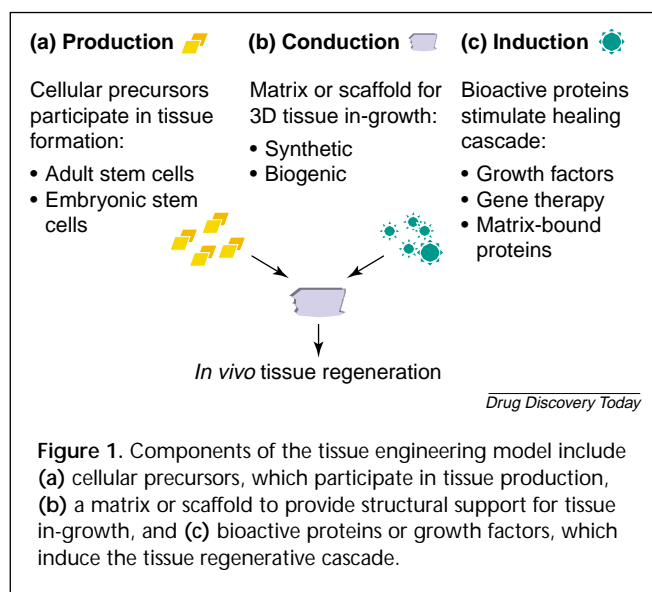 (a) Production
Cellular precursors
participate in tissue
formation:
• Adult stem cells
• Embryonic stem
cells
(b) Conduction
Matrix or scaffold for
3D tissue in-growth:
• Synthetic
• Biogenic
(c) Induction
Bioactive proteins
stimulate healing
cascade:
• Growth factors
• Gene therapy
• Matrix-bound
proteins
In vivo tissue regeneration
Drug Discovery Today
Figure 1. Components of the tissue engineering model include
(a) cellular precursors, which participate in tissue production,
(b) a matrix or scaffold to provide structural support for tissue
in-growth, and (c) bioactive proteins or growth factors, which
induce the tissue regenerative cascade.